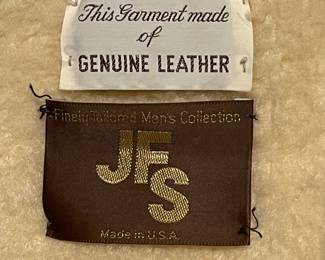 This Garment made
of
GENUINE LEATHER
Finely Tailored Men's Collection
JFS
Made in U.S.A.